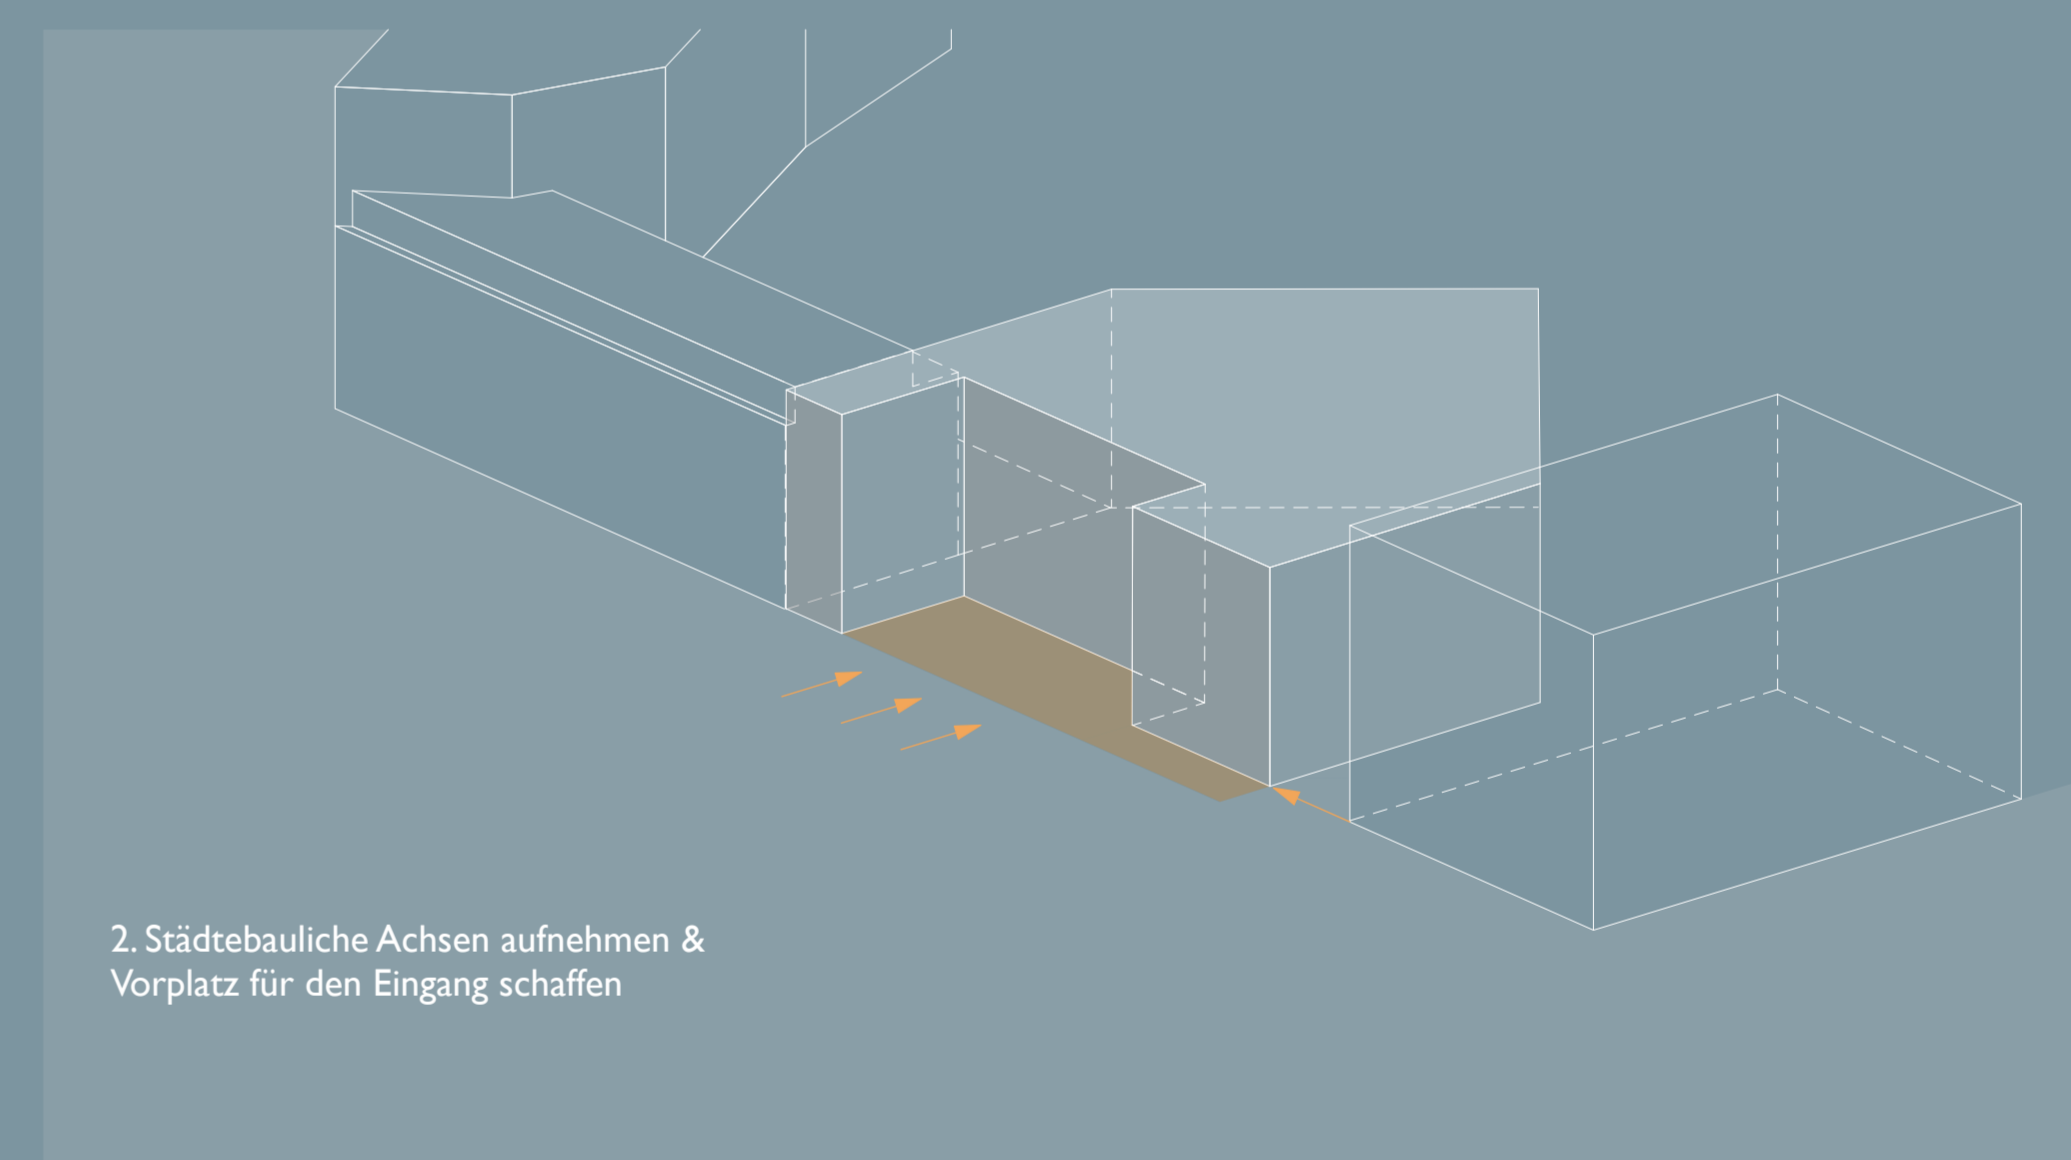 2. Städtebauliche Achsen aufnehmen &
Vorplatz für den Eingang schaffen